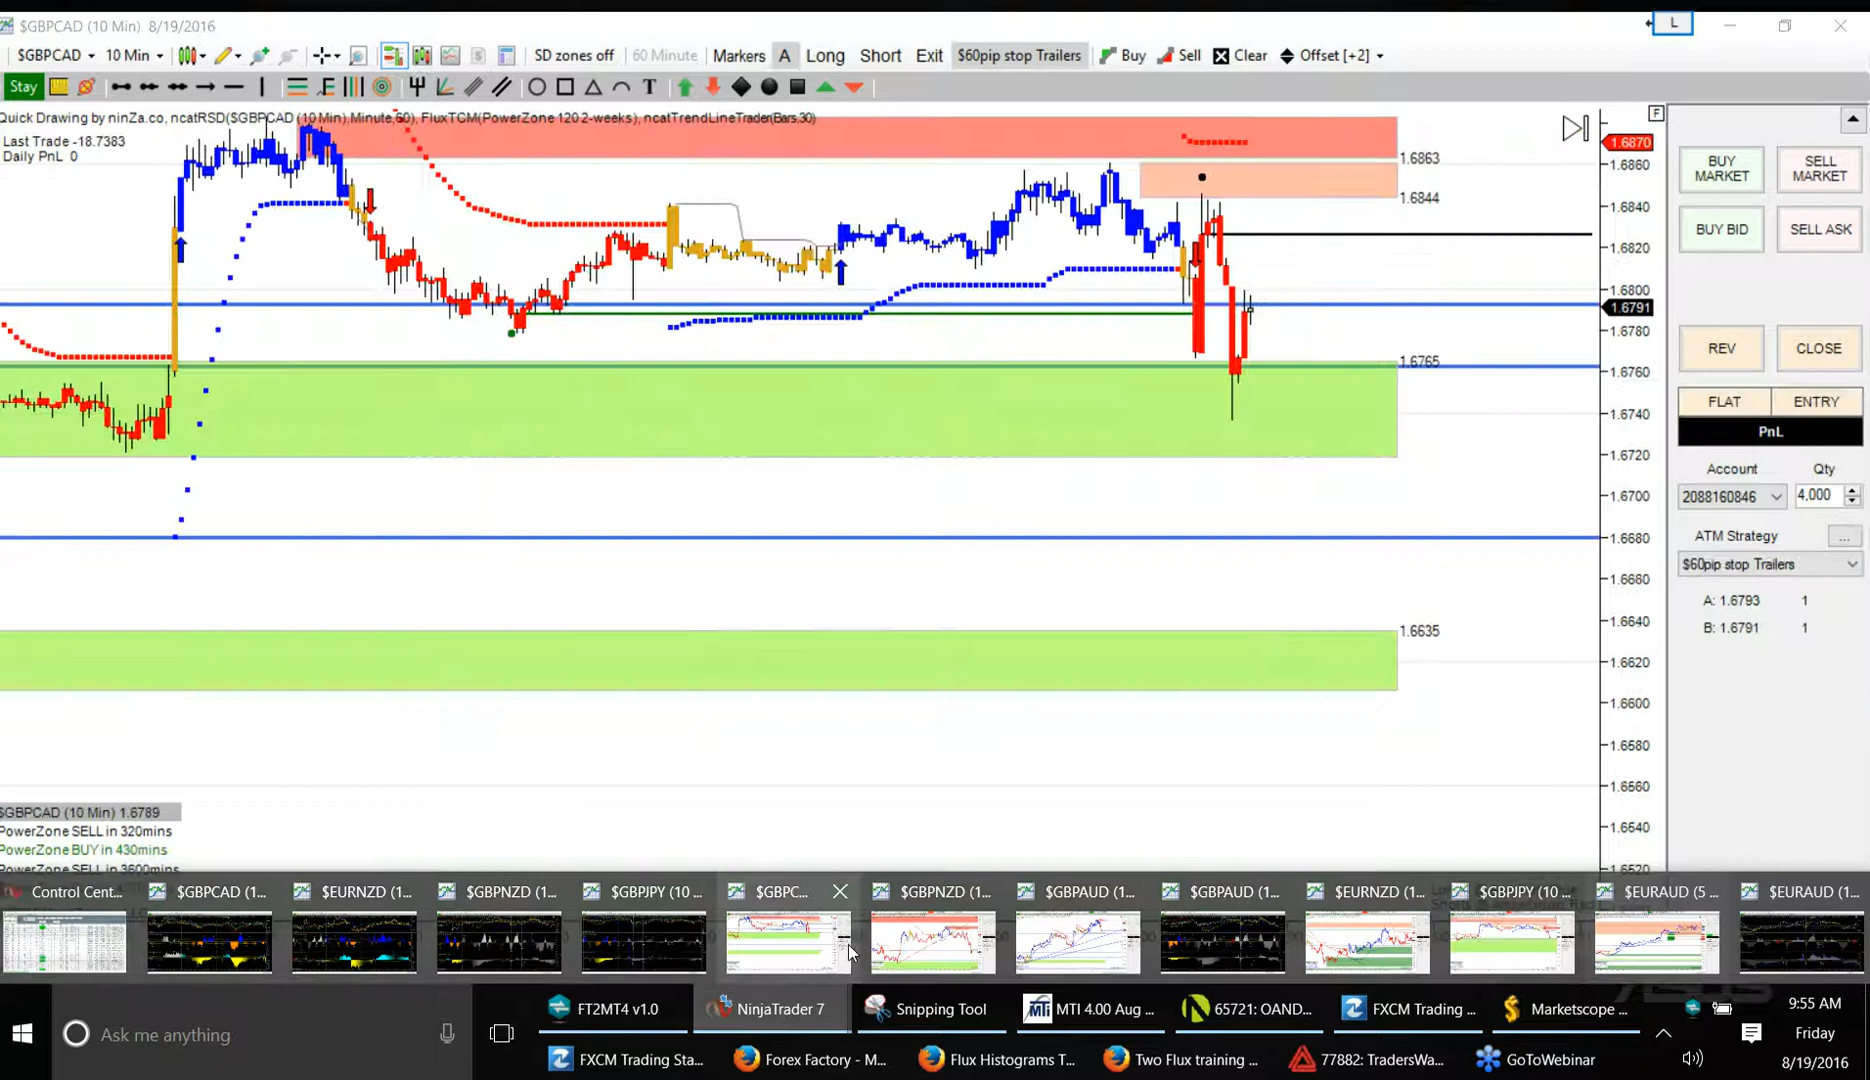 $GBPCAD (10 Min)  8/19/2016
L
$GBPCAD 10 Min SD zones off 60 Minute Markers A Long Short Exit $60pip stop Trailers Buy Sell Clear Offset [+2]
Stay T
Quick Drawing by ninZa.co, ncatRSD($GBPCAD (10 Min),Minute,60), FluxTCM(PowerZone 120 2-weeks), ncatTrendLineTrader(Bars,30)
Last Trade -18.7383
Daily PnL 0
F
1.6863
1.6844
1.6765
1.6635
1.6870
1.6860
1.6840
1.6820
1.6800
1.6791
1.6780
1.6760
1.6740
1.6720
1.6700
1.6680
1.6680
1.6660
1.6640
1.6620
1.6600
1.6580
1.6560
1.6640
1.6520
BUY MARKET
SELL MARKET
BUY BID
SELL ASK
REV
CLOSE
FLAT
ENTRY
PnL
Account
Qty
2088160846
4,000
ATM Strategy
...
$60pip stop Trailers
A: 1.6793 1
B: 1.6791 1
$GBPCAD (10 Min) 1.6789
PowerZone SELL in 320mins
PowerZone BUY in 430mins
PowerZone SELL in 3600mins
Control Cent...
$GBPCAD (1...
$EURNZD (1...
$GBPNZD (1...
$GBPJPY (10 ...
$GBPC...
$GBPNZD (1...
$GBPAUD (1...
$GBPAUD (1...
$EURNZD (1...
$GBPJPY (10 ...
$EURAUD (5 ...
$EURAUD (1...
Ask me anything
FT2MT4 v1.0
NinjaTrader 7
Snipping Tool
MTI 4.00 Aug ...
65721: OAND...
FXCM Trading ...
Marketscope ...
FXCM Trading Sta...
Forex Factory - M...
Flux Histograms T...
Two Flux training ...
77882: TradersWa...
GoToWebinar
9:55 AM
Friday
8/19/2016